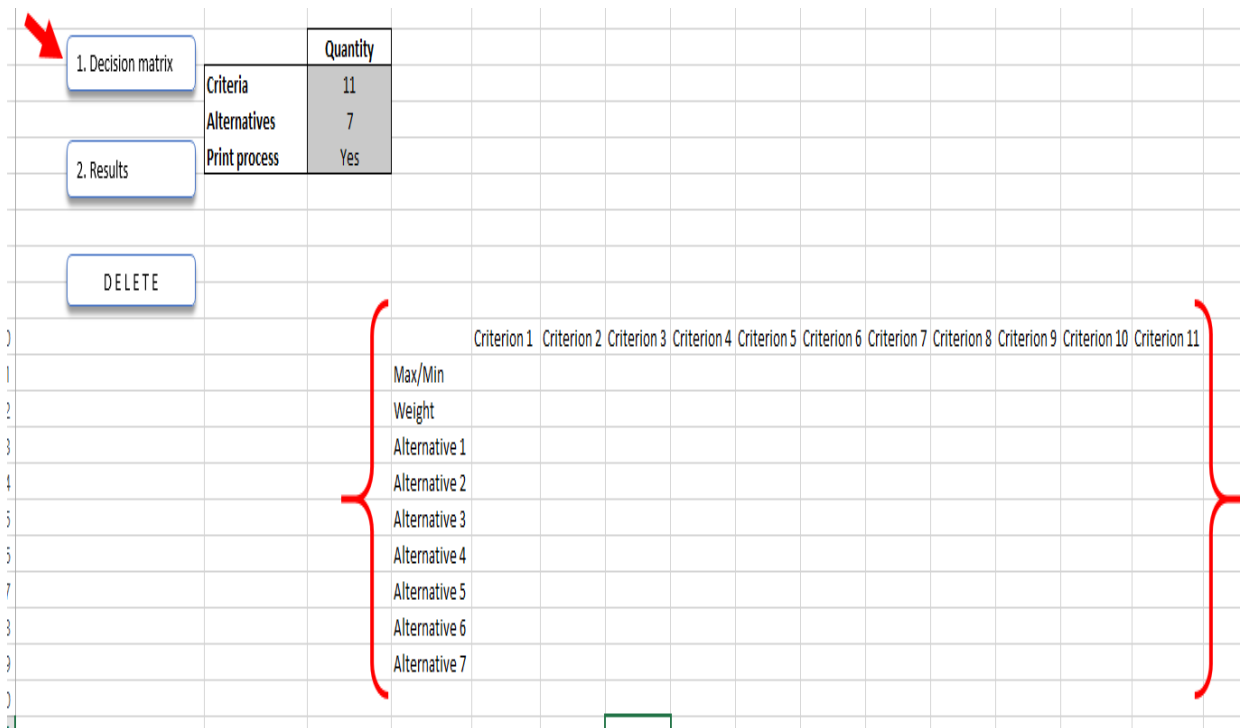 Quantity
1. Decision matrix
Criteria 11
Alternatives 7
Print process Yes
2. Results
DELETE
Criterion 1 Criterion 2 Criterion 3 Criterion 4 Criterion 5 Criterion 6 Criterion 7 Criterion 8 Criterion 9 Criterion 10 Criterion 11
Max/Min
Weight
Alternative 1
Alternative 2
Alternative 3
Alternative 4
Alternative 5
Alternative 6
Alternative 7